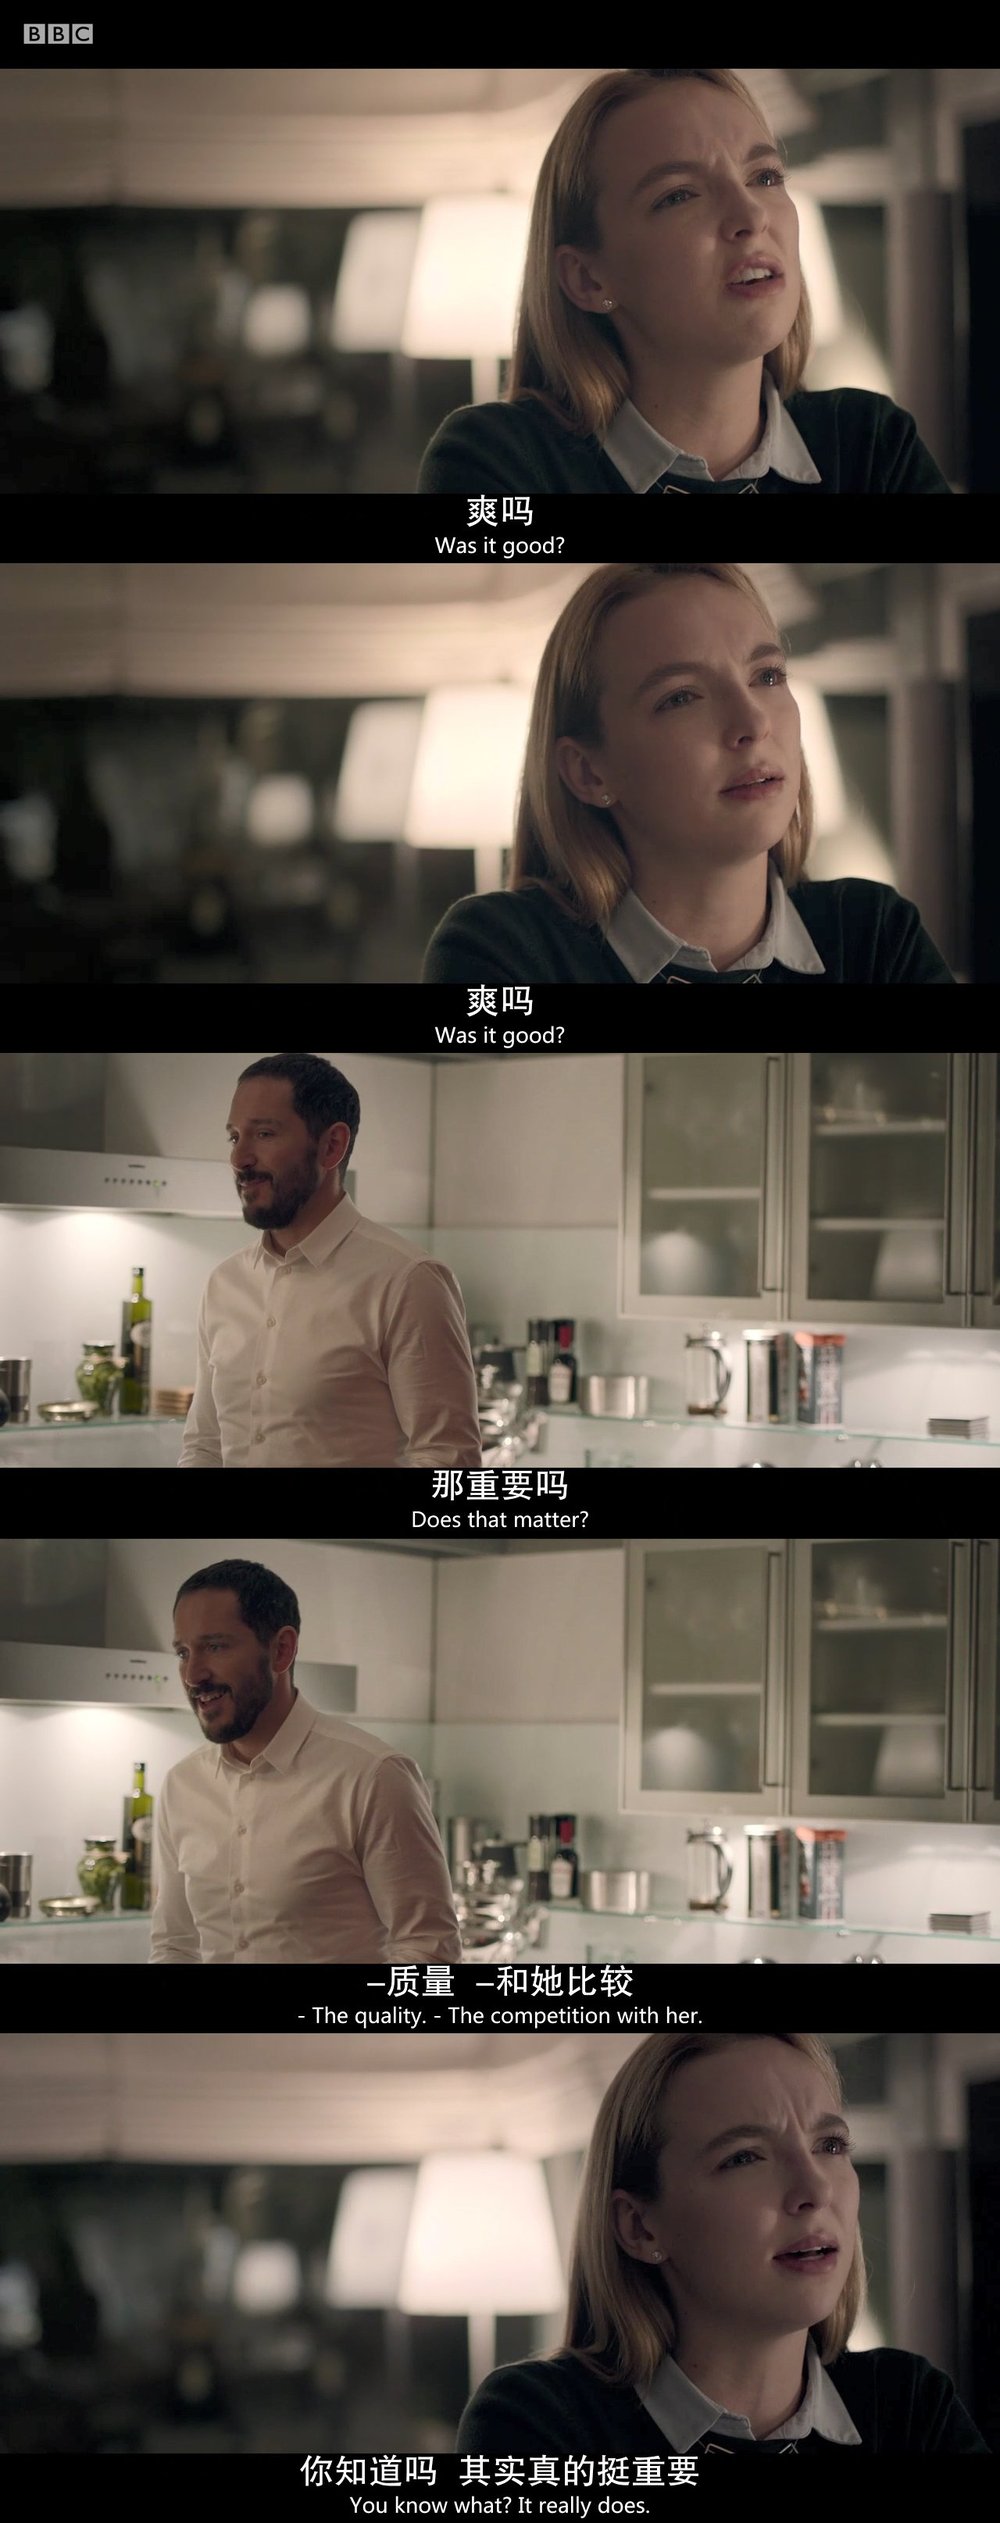 BBC
爽吗
Was it good?
爽吗
Was it good?
那重要吗
Does that matter?
–质量 –和她比较
- The quality. - The competition with her.
你知道吗 其实真的挺重要
You know what? It really does.